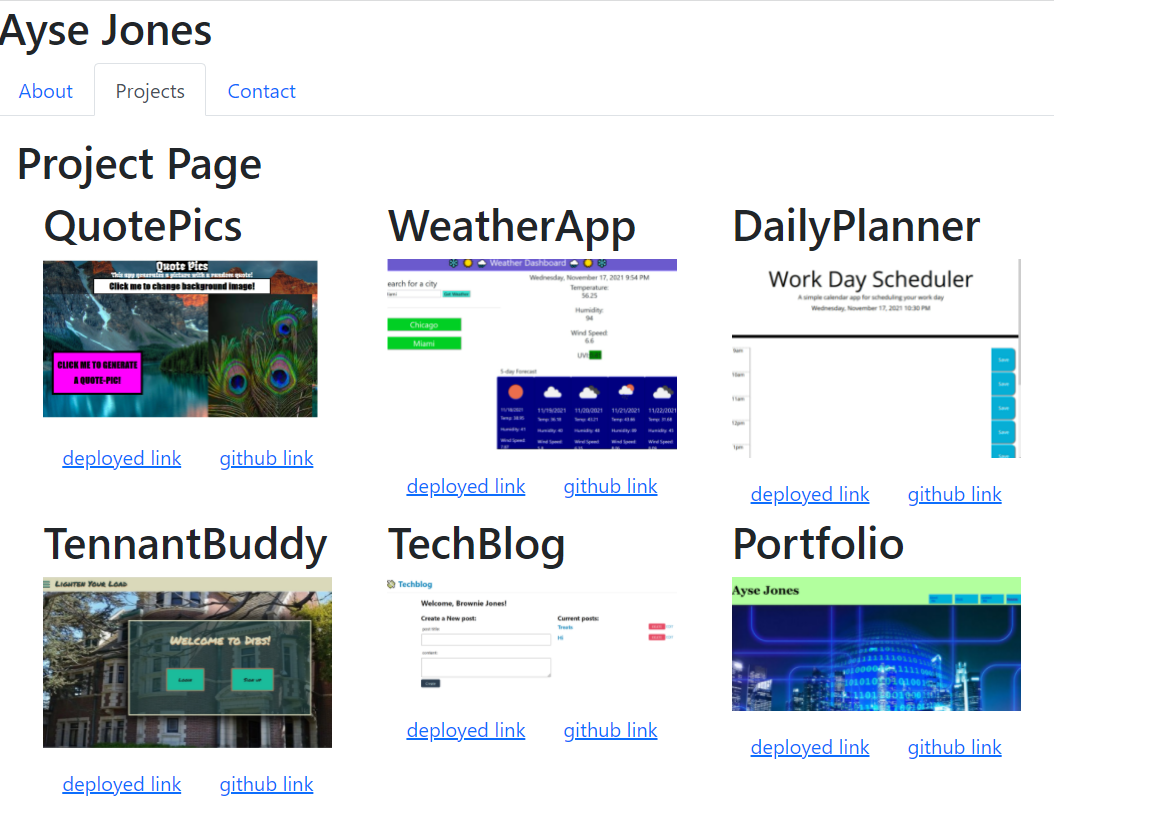 Ayse Jones
About Projects Contact
Project Page
QuotePics
Quote Pics
This app generates a picture with a random quote!
Click me to change background image!
CLICK ME TO GENERATE
A QUOTE-PIC!
deployed link github link
WeatherApp
Weather Dashboard
Wednesday, November 17, 2021 9:54 PM
earch for a city
Temperature:
56.25
Humidity:
94
Wind Speed:
6.6
UVI:
Chicago
Miami
5-day Forecast
11/18/2021 11/19/2021 11/20/2021 11/21/2021 11/22/2021
deployed link github link
DailyPlanner
Work Day Scheduler
A simple calendar app for scheduling your work day
Wednesday, November 17, 2021 10:30 PM
9am Save
10am Save
11am Save
12pm Save
1pm Save
deployed link github link
TennantBuddy
Lighten Your Load
Welcome to Dibs!
Login Sign up
deployed link github link
TechBlog
Techblog
Welcome, Brownie Jones!
Create a New post: Current posts:
post title:
Treats
Hi
content:
Create
deployed link github link
Portfolio
Ayse Jones
deployed link github link